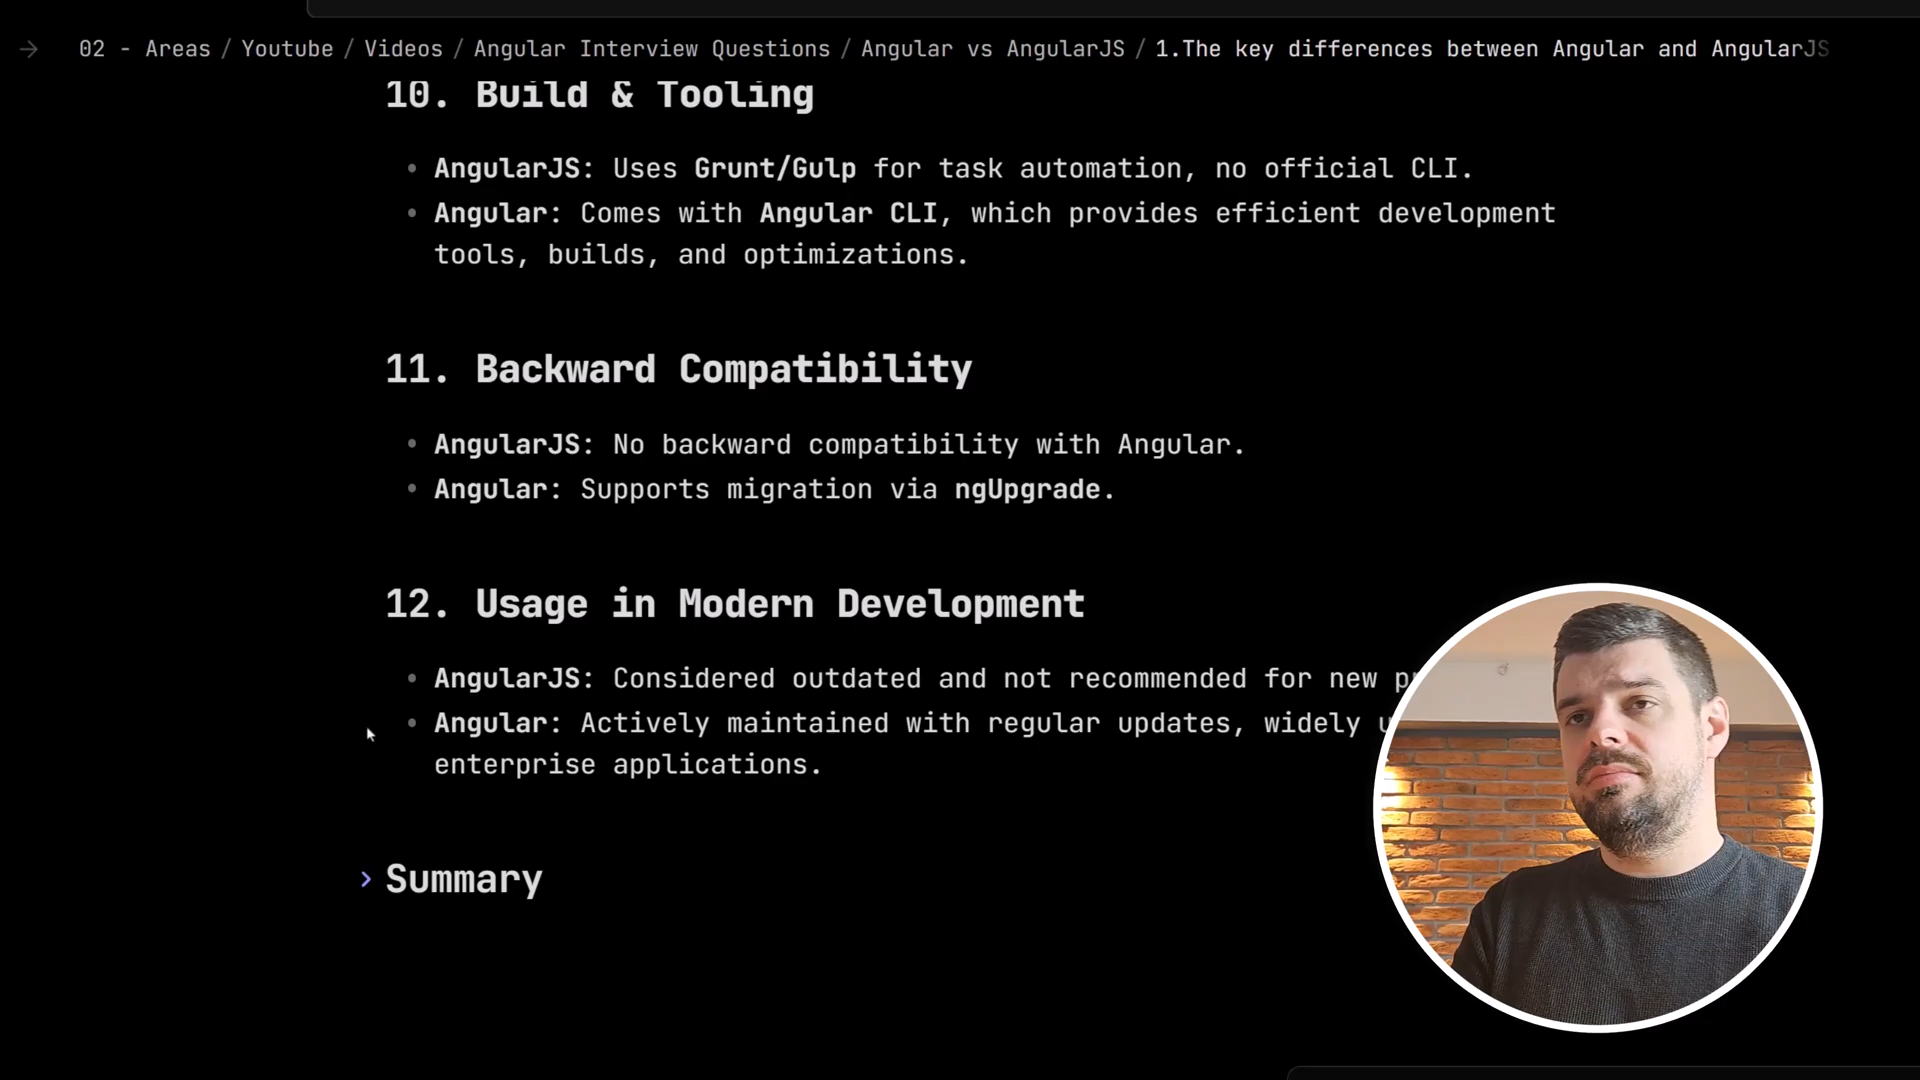 02 - Areas / Youtube / Videos / Angular Interview Questions / Angular vs AngularJS / 1.The key differences between Angular and AngularJS
10. Build & Tooling
• AngularJS: Uses Grunt/Gulp for task automation, no official CLI.
• Angular: Comes with Angular CLI, which provides efficient development
tools, builds, and optimizations.
11. Backward Compatibility
• AngularJS: No backward compatibility with Angular.
• Angular: Supports migration via ngUpgrade.
12. Usage in Modern Development
• AngularJS: Considered outdated and not recommended for new
• Angular: Actively maintained with regular updates, widely
enterprise applications.
Summary